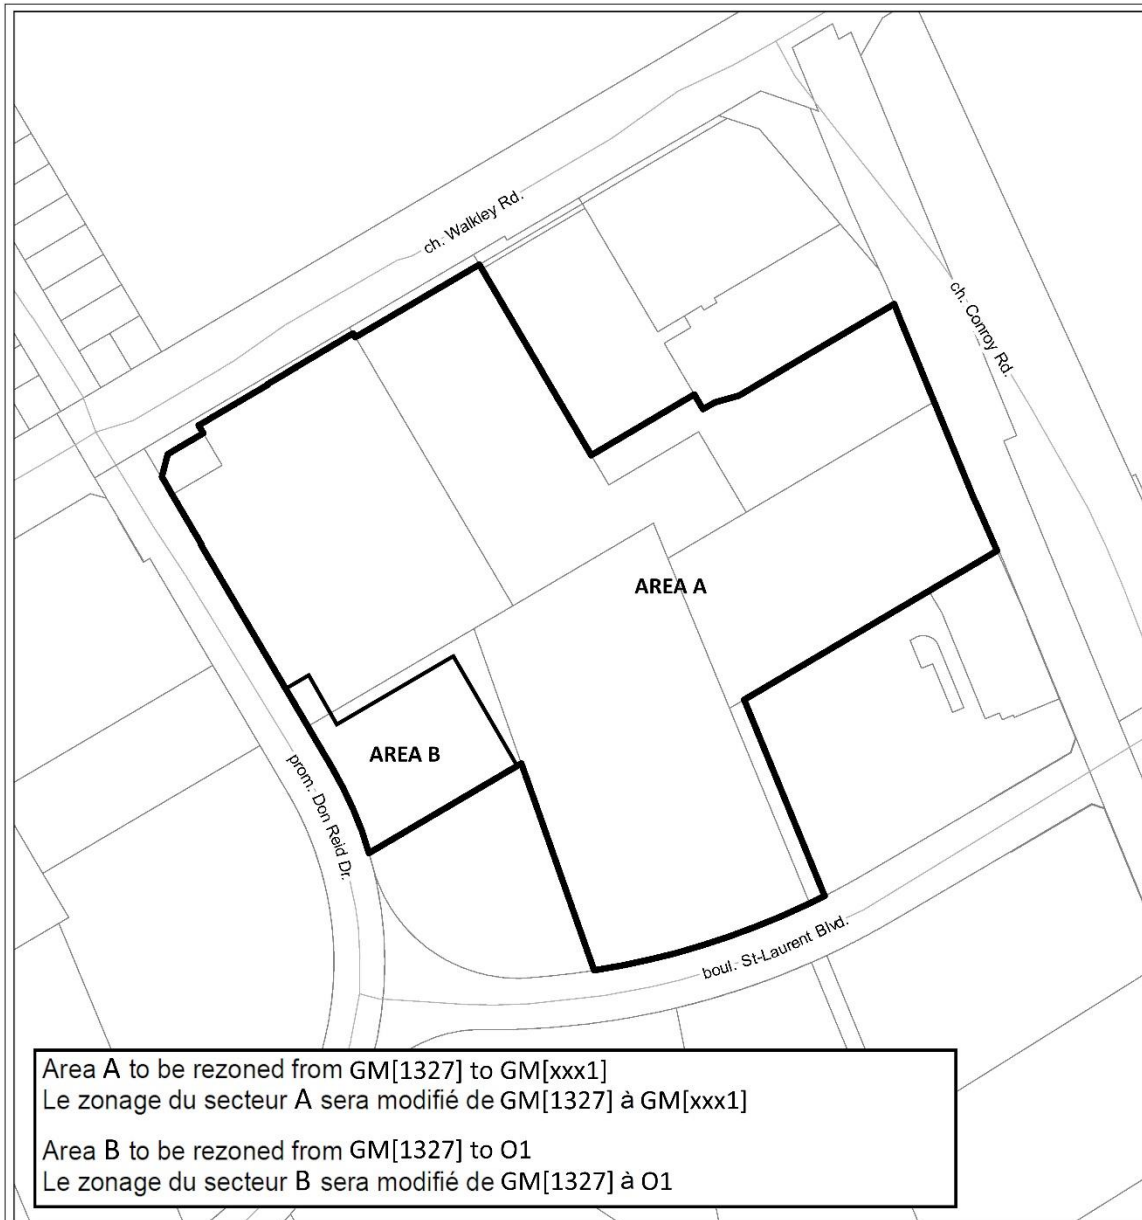 ch. Walkley Rd.
ch. Conroy Rd.
AREA A
AREA B
prom. Don Reid Dr.
boul. St-Laurent Blvd.
Area A to be rezoned from GM[1327] to GM[xxx1]
Le zonage du secteur A sera modifié de GM[1327] à GM[xxx1]
Area B to be rezoned from GM[1327] to O1
Le zonage du secteur B sera modifié de GM[1327] à O1